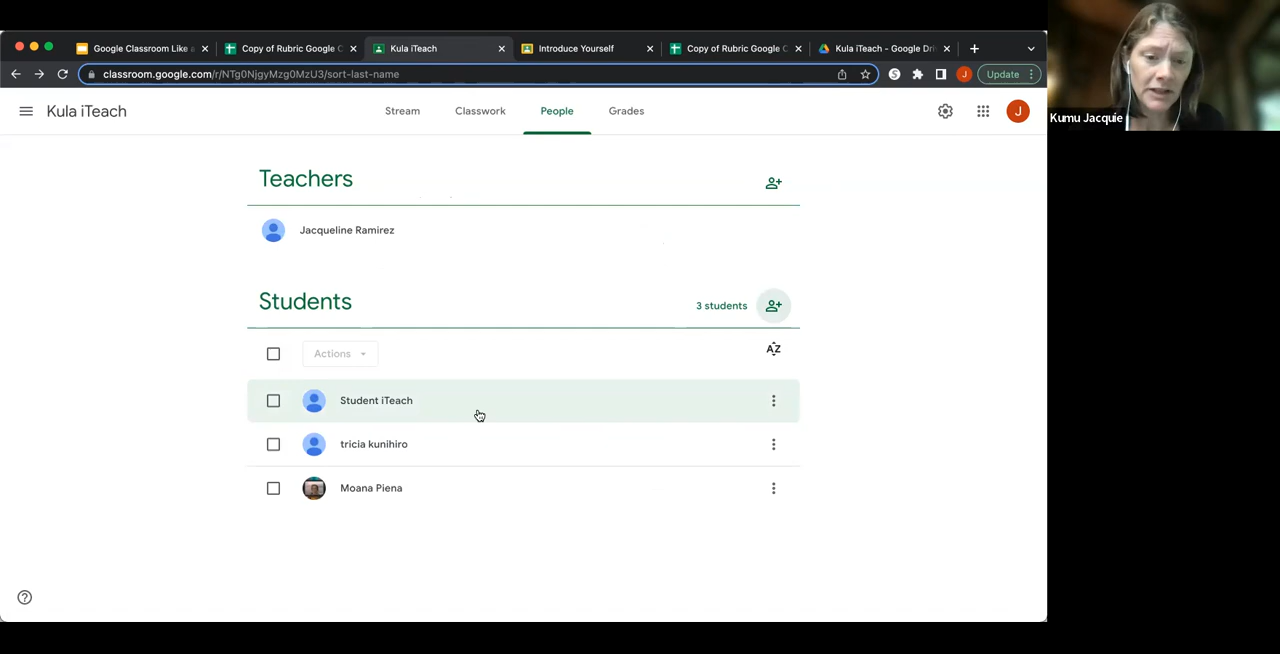 Google Classroom Like a
Copy of Rubric Google C
Kula iTeach
Introduce Yourself
Copy of Rubric Google C
Kula iTeach - Google Dri
classroom.google.com/r/NTg0NjgyMzg0MzU3/sort-last-name
S
J
Update
Kula iTeach
Stream
Classwork
People
Grades
J
Kumu Jacquie
Teachers
Jacqueline Ramirez
Students
3 students
Actions
AZ
Student iTeach
tricia kunihiro
Moana Piena